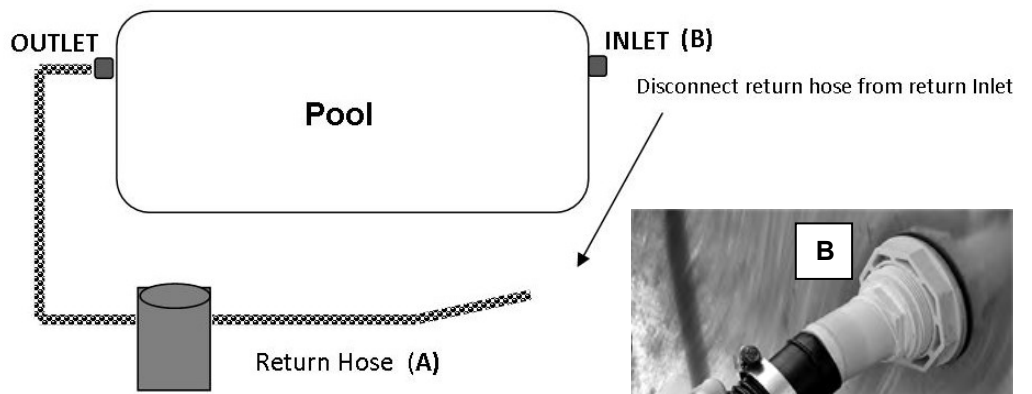 OUTLET
INLET (B)
Disconnect return hose from return Inlet
Pool
B
Return Hose (A)